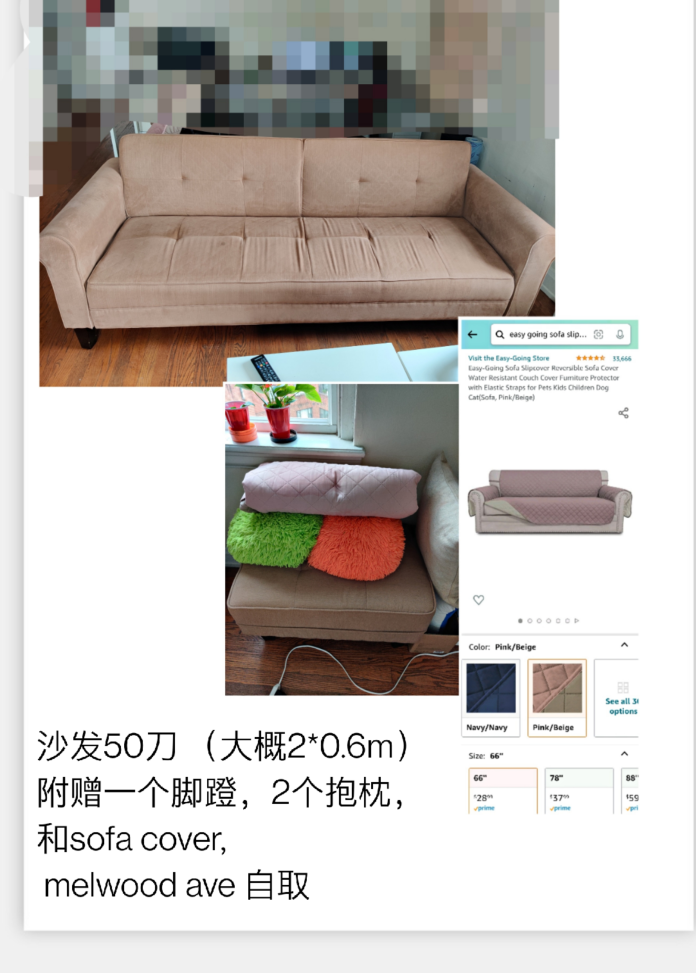 easy going sofa slip...
Visit the Easy-Going Store
33,666
Easy-Going Sofa Slipcover Reversible Sofa Cover
Water Resistant Couch Cover Furniture Protector
with Elastic Straps for Pets Kids Children Dog
Cat(Sofa, Pink/Beige)
Color: Pink/Beige
See all 30
options
Navy/Navy
Pink/Beige
Size: 66"
66" 78" 88"
$28 $37 $59
prime prime pri
沙发50刀 （大概2*0.6m）
附赠一个脚蹬，2个抱枕，
和sofa cover,
melwood ave 自取